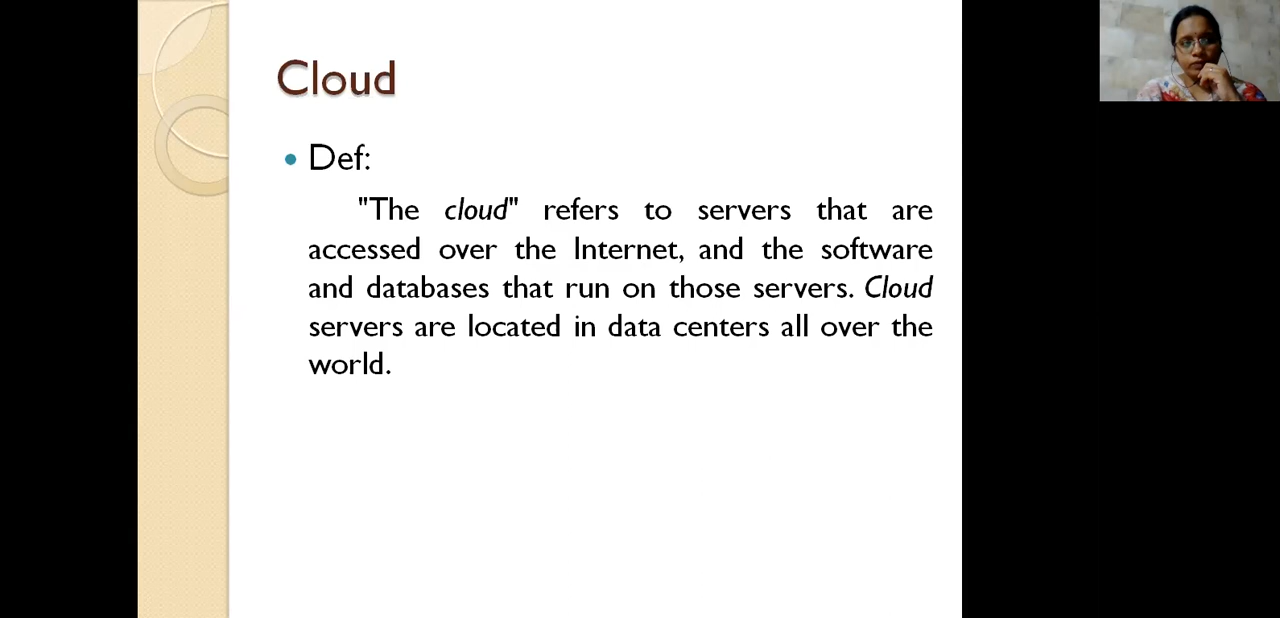 Cloud
Def:
"The cloud" refers to servers that are
accessed over the Internet, and the software
and databases that run on those servers. Cloud
servers are located in data centers all over the
world.